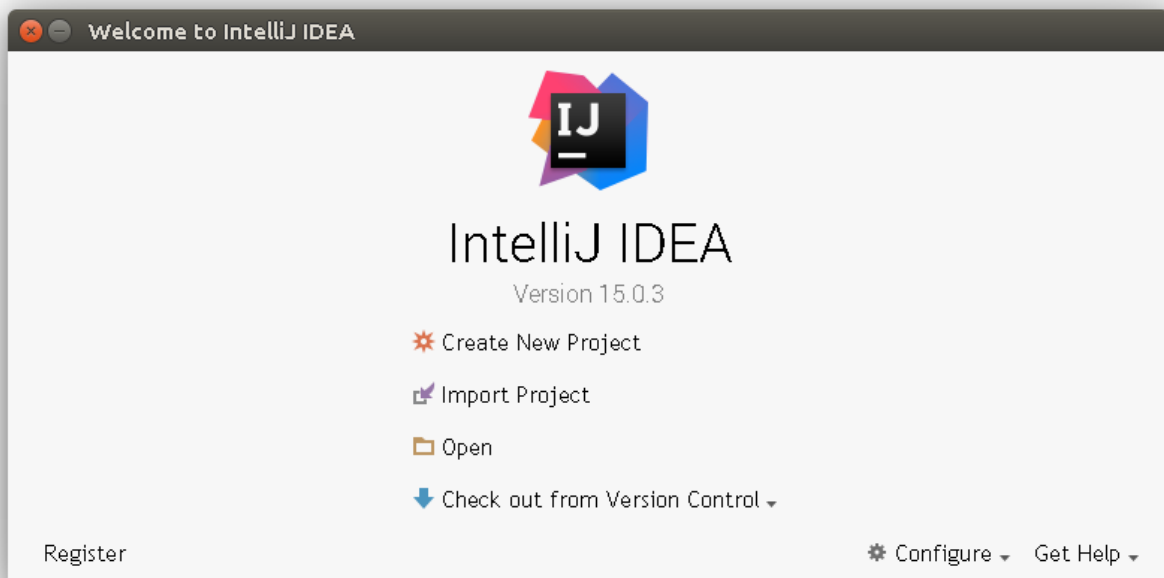 Welcome to IntelliJ IDEA
IJ
IntelliJ IDEA
Version 15.0.3
Create New Project
Import Project
Open
Check out from Version Control
Register
Configure
Get Help